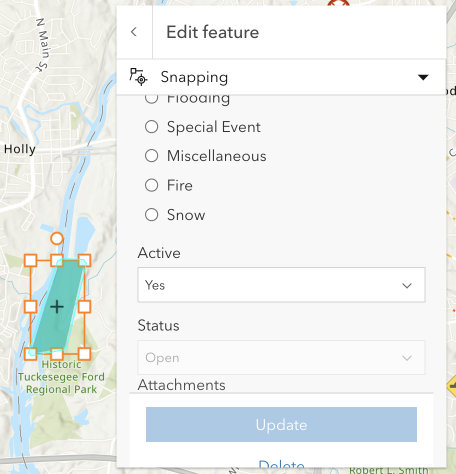 Edit feature
Snapping
Flooding
Special Event
Miscellaneous
Fire
Snow
Active
Yes
Status
Open
Attachments
Update
Delete
N Main St
Holly
Historic
Tuckesegee Ford
Regional Park
Robert L. Smith